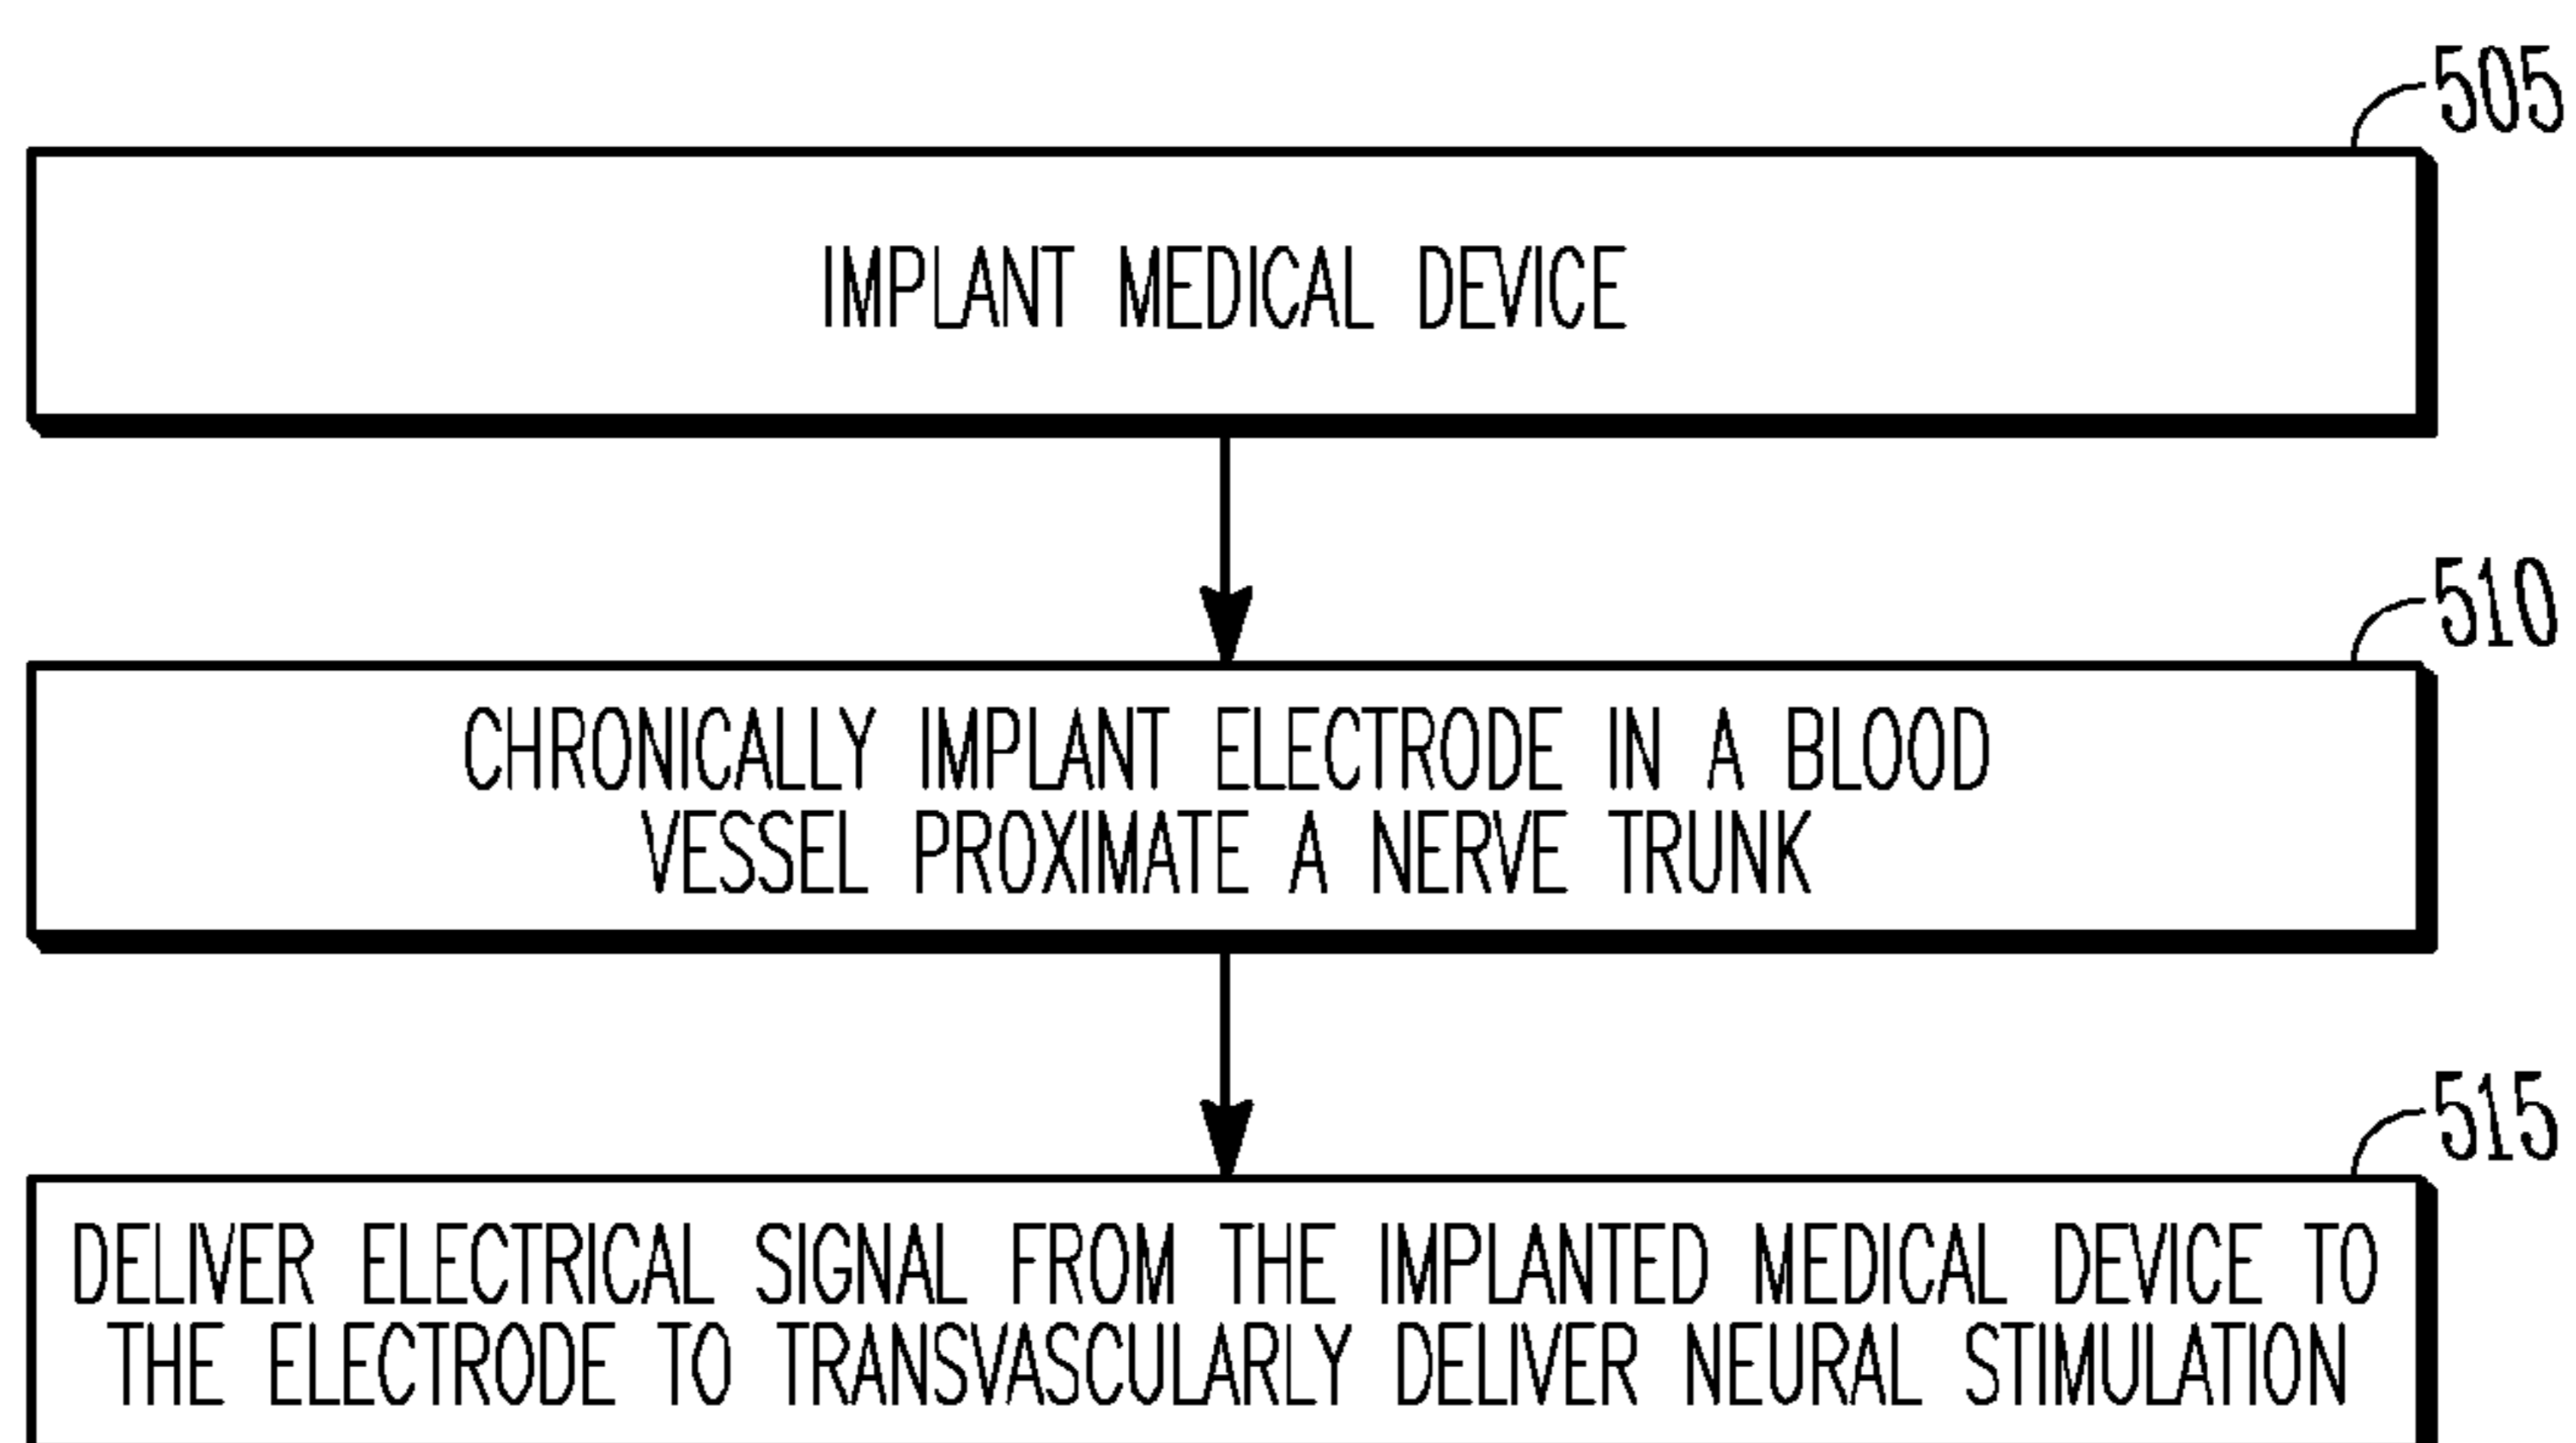 505
IMPLANT MEDICAL DEVICE
510
CHRONICALLY IMPLANT ELECTRODE IN A BLOOD
VESSEL PROXIMATE A NERVE TRUNK
515
DELIVER ELECTRICAL SIGNAL FROM THE IMPLANTED MEDICAL DEVICE TO
THE ELECTRODE TO TRANSVASCULARLY DELIVER NEURAL STIMULATION